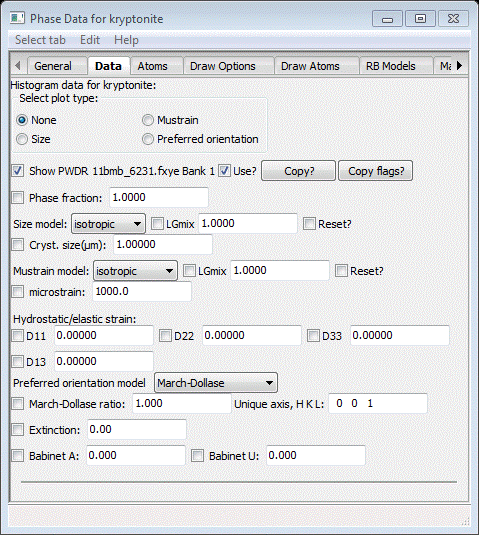 Phase Data for kryptonite
Select tab Edit Help
General Data Atoms Draw Options Draw Atoms RB Models Ma
Histogram data for kryptonite:
Select plot type:
None Mustrain
Size Preferred orientation
Show PWDR 11bmb_6231.fxye Bank 1 Use? Copy? Copy flags?
Phase fraction: 1.0000
Size model: isotropic LGmix 1.0000 Reset?
Cryst. size(µm): 1.00000
Mustrain model: isotropic LGmix 1.0000 Reset?
microstrain: 1000.0
Hydrostatic/elastic strain:
D11 0.00000 D22 0.00000 D33 0.00000
D13 0.00000
Preferred orientation model March-Dollase
March-Dollase ratio: 1.000 Unique axis, H K L: 0 0 1
Extinction: 0.00
Babinet A: 0.000 Babinet U: 0.000